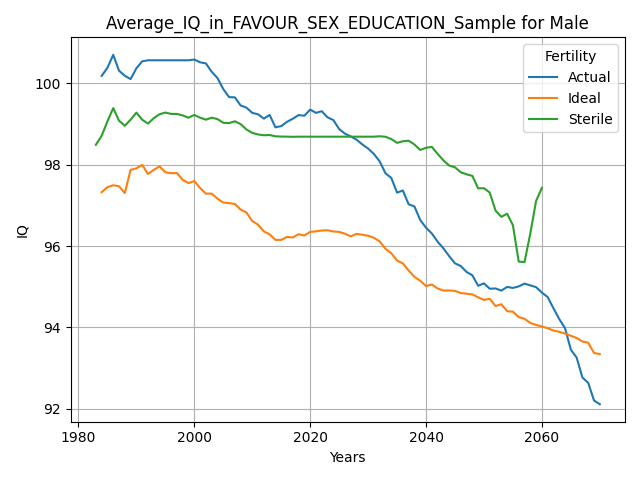 Average_IQ_in_FAVOUR_SEX_EDUCATION_Sample for Male
Fertility
Actual
Ideal
Sterile
100
98
96
94
92
IQ
1980
2000
2020
2040
2060
Years